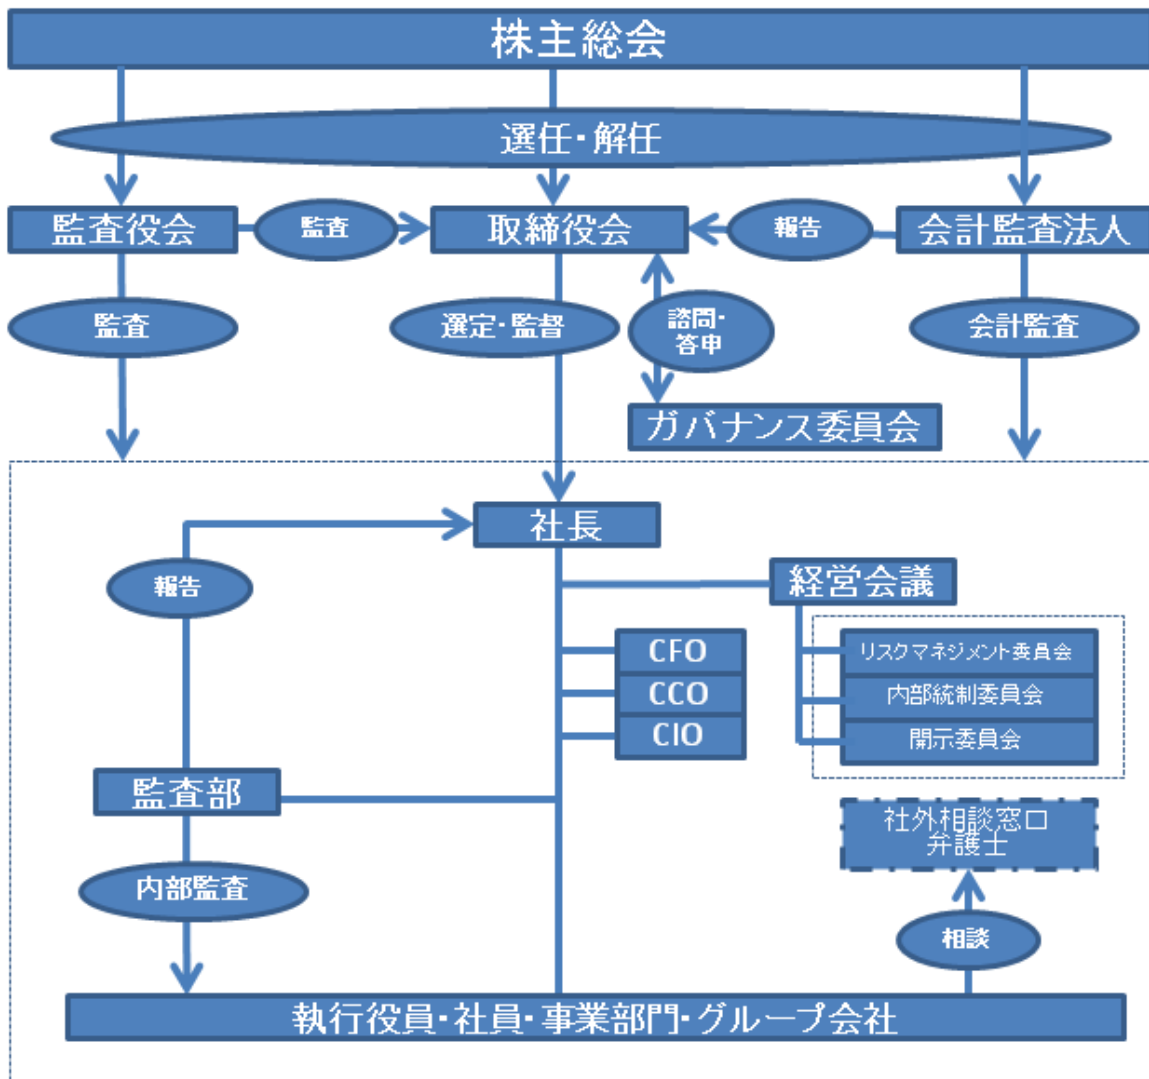 株主総会
選任・解任
監査役会
監査
取締役会
報告
会計監査法人
監査
選定・監督
諮問・
答申
会計監査
ガバナンス委員会
社長
報告
経営会議
CFO
CCO
CIO
リスクマネジメント委員会
内部統制委員会
開示委員会
監査部
社外相談窓口
弁護士
内部監査
相談
執行役員・社員・事業部門・グループ会社